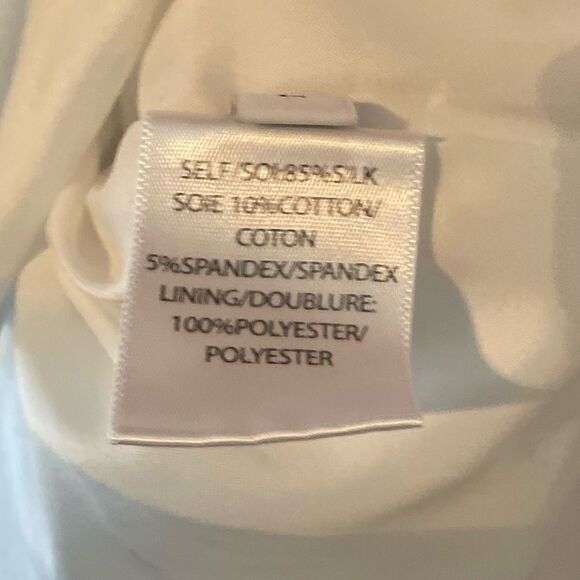 SELF/SOI:85%SILK
SOIE 10%COTTON/
COTON
5%SPANDEX/SPANDEX
LINING/DOUBLURE:
100%POLYESTER/
POLYESTER